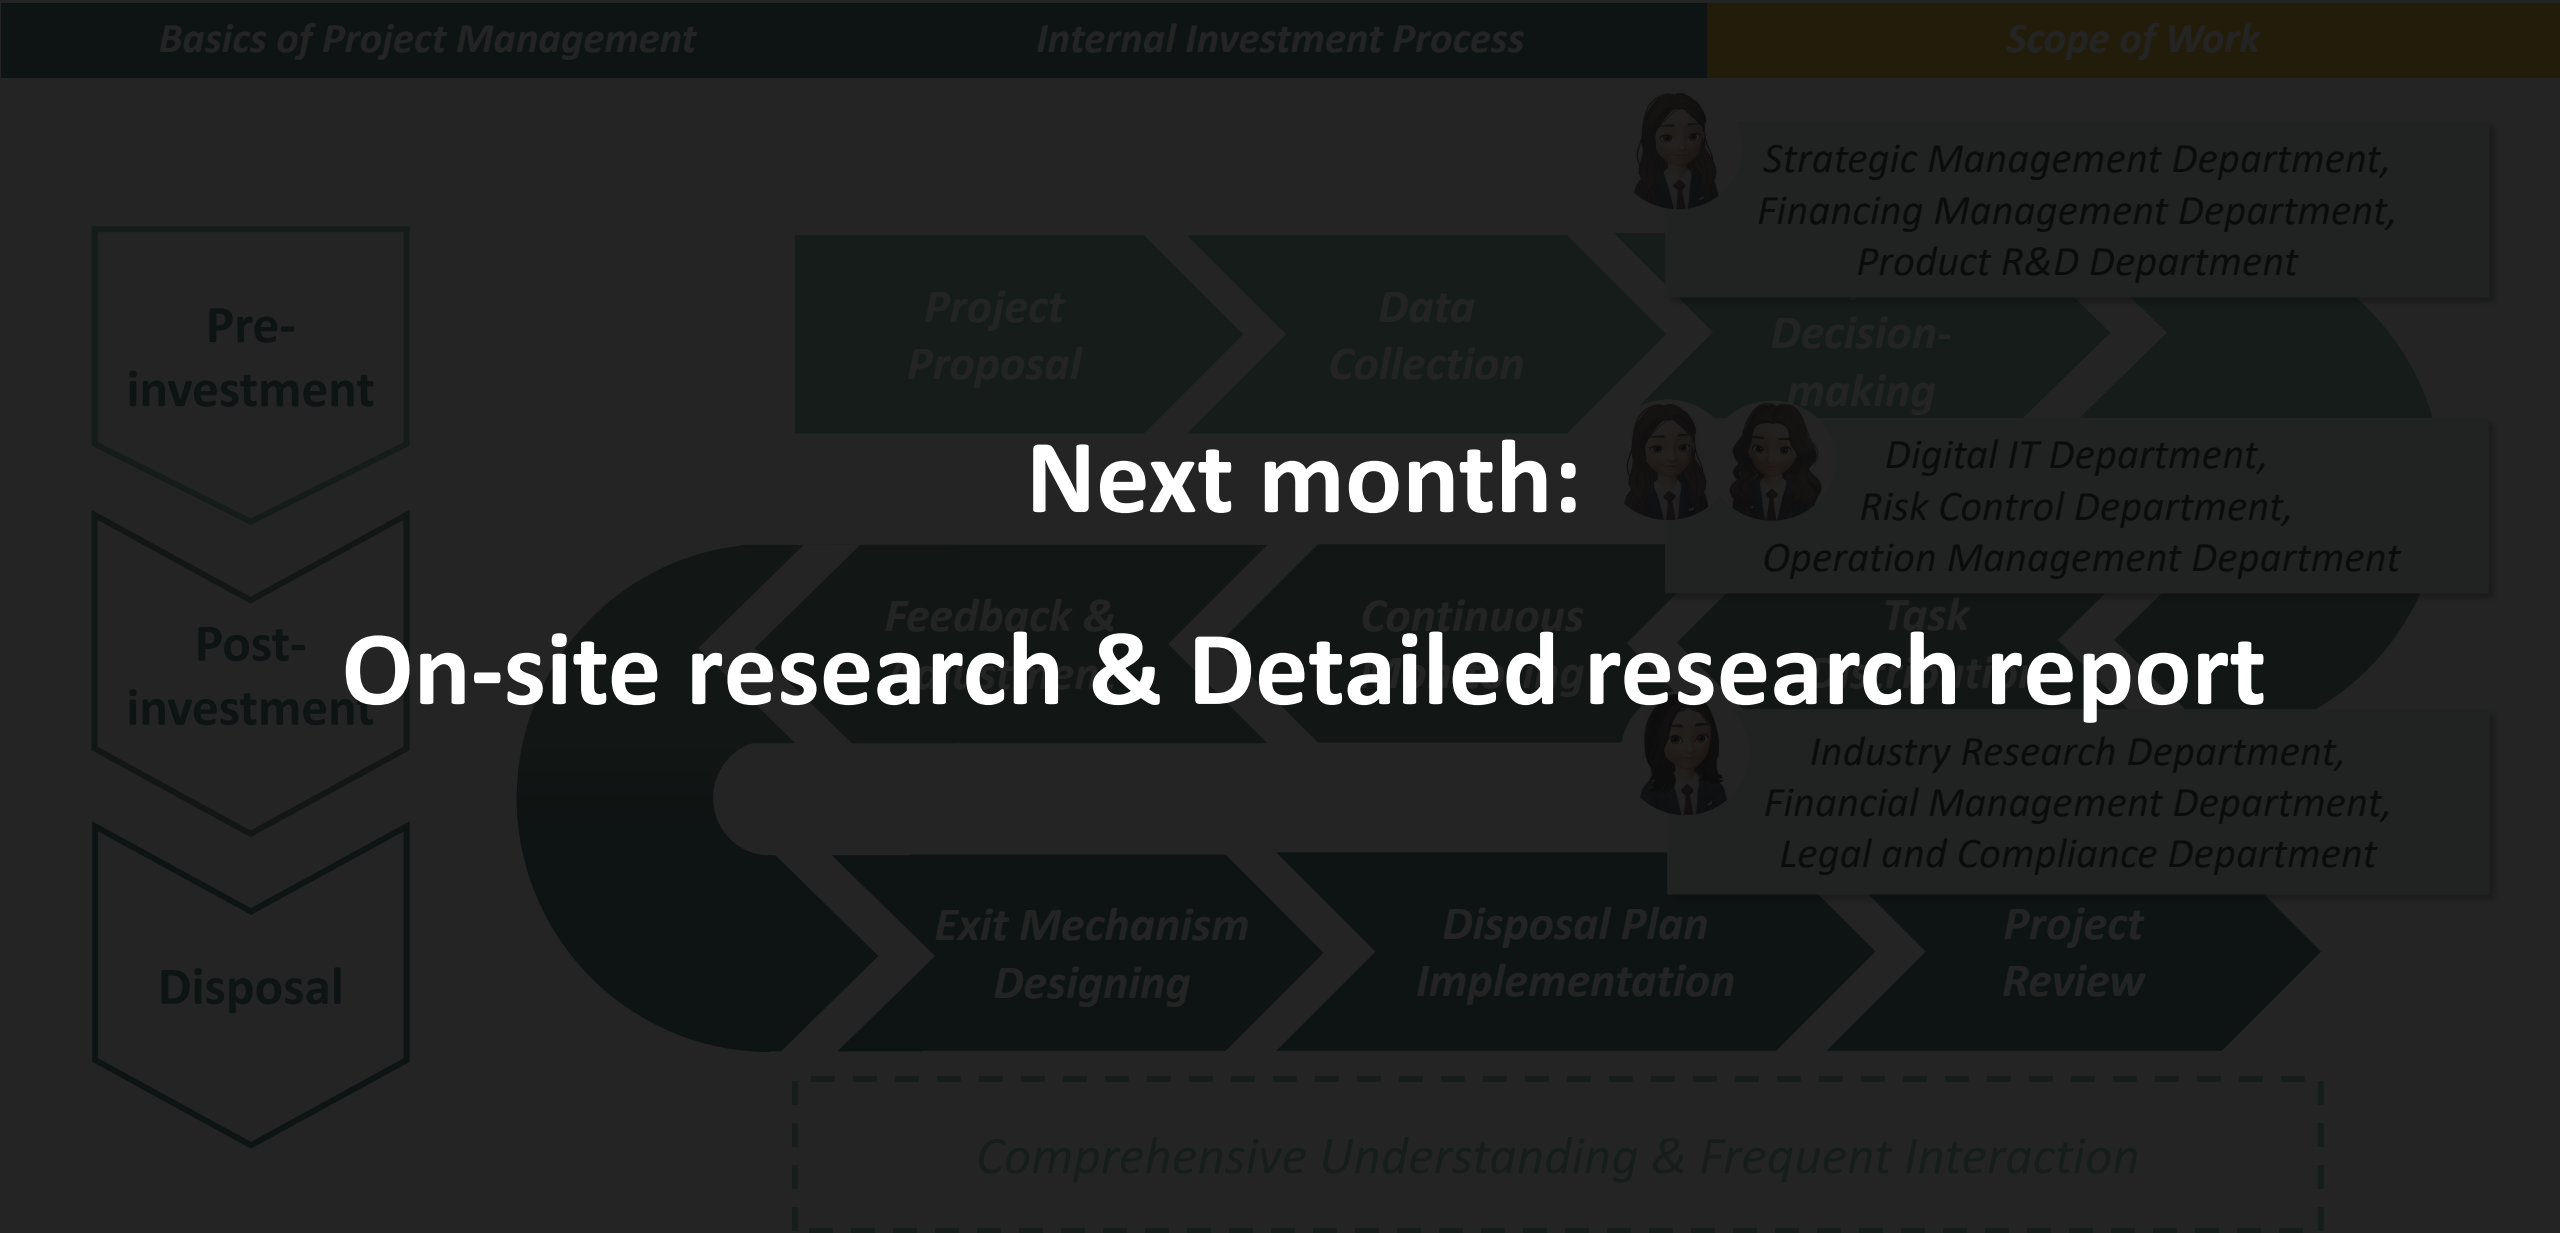 Basics of Project Management
Internal Investment Process
Scope of Work
Strategic Management Department,
Financing Management Department,
Product R&D Department
Pre-
investment
Project
Proposal
Data
Collection
Decision-
making
Next month:
Digital IT Department,
Risk Control Department,
Operation Management Department
Post-
investment
Feedback &
Continuous
Task
On-site research & Detailed research report
Industry Research Department,
Financial Management Department,
Legal and Compliance Department
Disposal
Exit Mechanism
Designing
Disposal Plan
Implementation
Project
Review
Comprehensive Understanding & Frequent Interaction